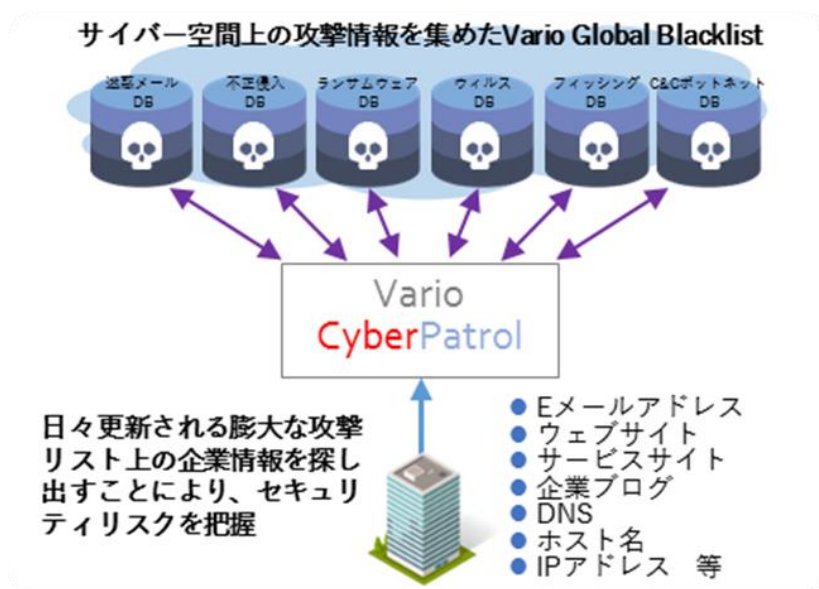 サイバー空間上の攻撃情報を集めたVario Global Blacklist
迷惑メール
DB
不正侵入
DB
ランサムウェア
DB
ウィルス
DB
フィッシング
DB
C&Cボットネット
DB
Vario
CyberPatrol
日々更新される膨大な攻撃
リスト上の企業情報を探し
出すことにより、セキュリ
ティリスクを把握
● Eメールアドレス
● ウェブサイト
● サービスサイト
● 企業ブログ
● DNS
● ホスト名
● IPアドレス　等